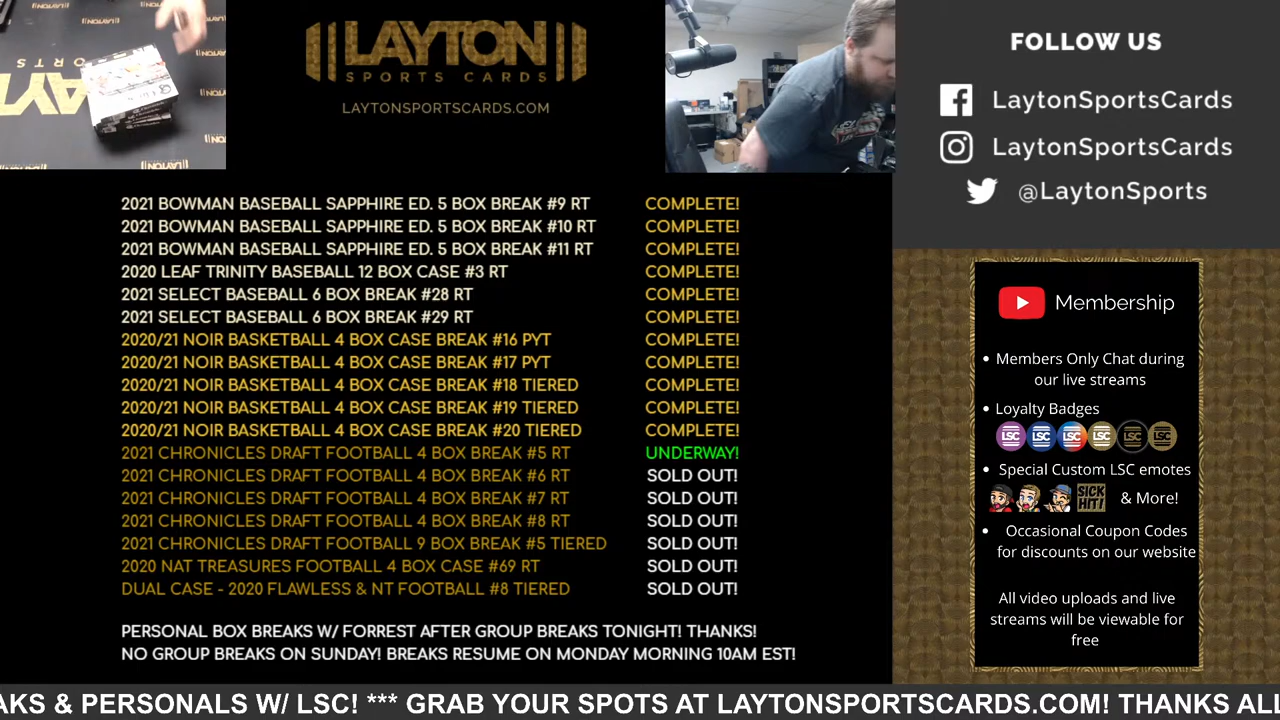 LAYTON
SPORTS CARDS
LAYTONSPORTSCARDS.COM
FOLLOW US
LaytonSportsCards
LaytonSportsCards
@LaytonSports
2021 BOWMAN BASEBALL SAPPHIRE ED. 5 BOX BREAK #9 RT COMPLETE!
2021 BOWMAN BASEBALL SAPPHIRE ED. 5 BOX BREAK #10 RT COMPLETE!
2021 BOWMAN BASEBALL SAPPHIRE ED. 5 BOX BREAK #11 RT COMPLETE!
2020 LEAF TRINITY BASEBALL 12 BOX CASE #3 RT COMPLETE!
2021 SELECT BASEBALL 6 BOX BREAK #28 RT COMPLETE!
2021 SELECT BASEBALL 6 BOX BREAK #29 RT COMPLETE!
2020/21 NOIR BASKETBALL 4 BOX CASE BREAK #16 PYT COMPLETE!
2020/21 NOIR BASKETBALL 4 BOX CASE BREAK #17 PYT COMPLETE!
2020/21 NOIR BASKETBALL 4 BOX CASE BREAK #18 TIERED COMPLETE!
2020/21 NOIR BASKETBALL 4 BOX CASE BREAK #19 TIERED COMPLETE!
2020/21 NOIR BASKETBALL 4 BOX CASE BREAK #20 TIERED COMPLETE!
2021 CHRONICLES DRAFT FOOTBALL 4 BOX BREAK #5 RT UNDERWAY!
2021 CHRONICLES DRAFT FOOTBALL 4 BOX BREAK #6 RT SOLD OUT!
2021 CHRONICLES DRAFT FOOTBALL 4 BOX BREAK #7 RT SOLD OUT!
2021 CHRONICLES DRAFT FOOTBALL 4 BOX BREAK #8 RT SOLD OUT!
2021 CHRONICLES DRAFT FOOTBALL 9 BOX BREAK #5 TIERED SOLD OUT!
2020 NAT TREASURES FOOTBALL 4 BOX CASE #69 RT SOLD OUT!
DUAL CASE - 2020 FLAWLESS & NT FOOTBALL #8 TIERED SOLD OUT!
PERSONAL BOX BREAKS W/ FORREST AFTER GROUP BREAKS TONIGHT! THANKS!
NO GROUP BREAKS ON SUNDAY! BREAKS RESUME ON MONDAY MORNING 10AM EST!
Membership
• Members Only Chat during
our live streams
• Loyalty Badges
LSC LSC LSC LSC LSC LSC
• Special Custom LSC emotes
SICK HIT! & More!
• Occasional Coupon Codes
for discounts on our website
All video uploads and live
streams will be viewable for
free
AKS & PERSONALS W/ LSC! *** GRAB YOUR SPOTS AT LAYTONSPORTSCARDS.COM! THANKS ALL